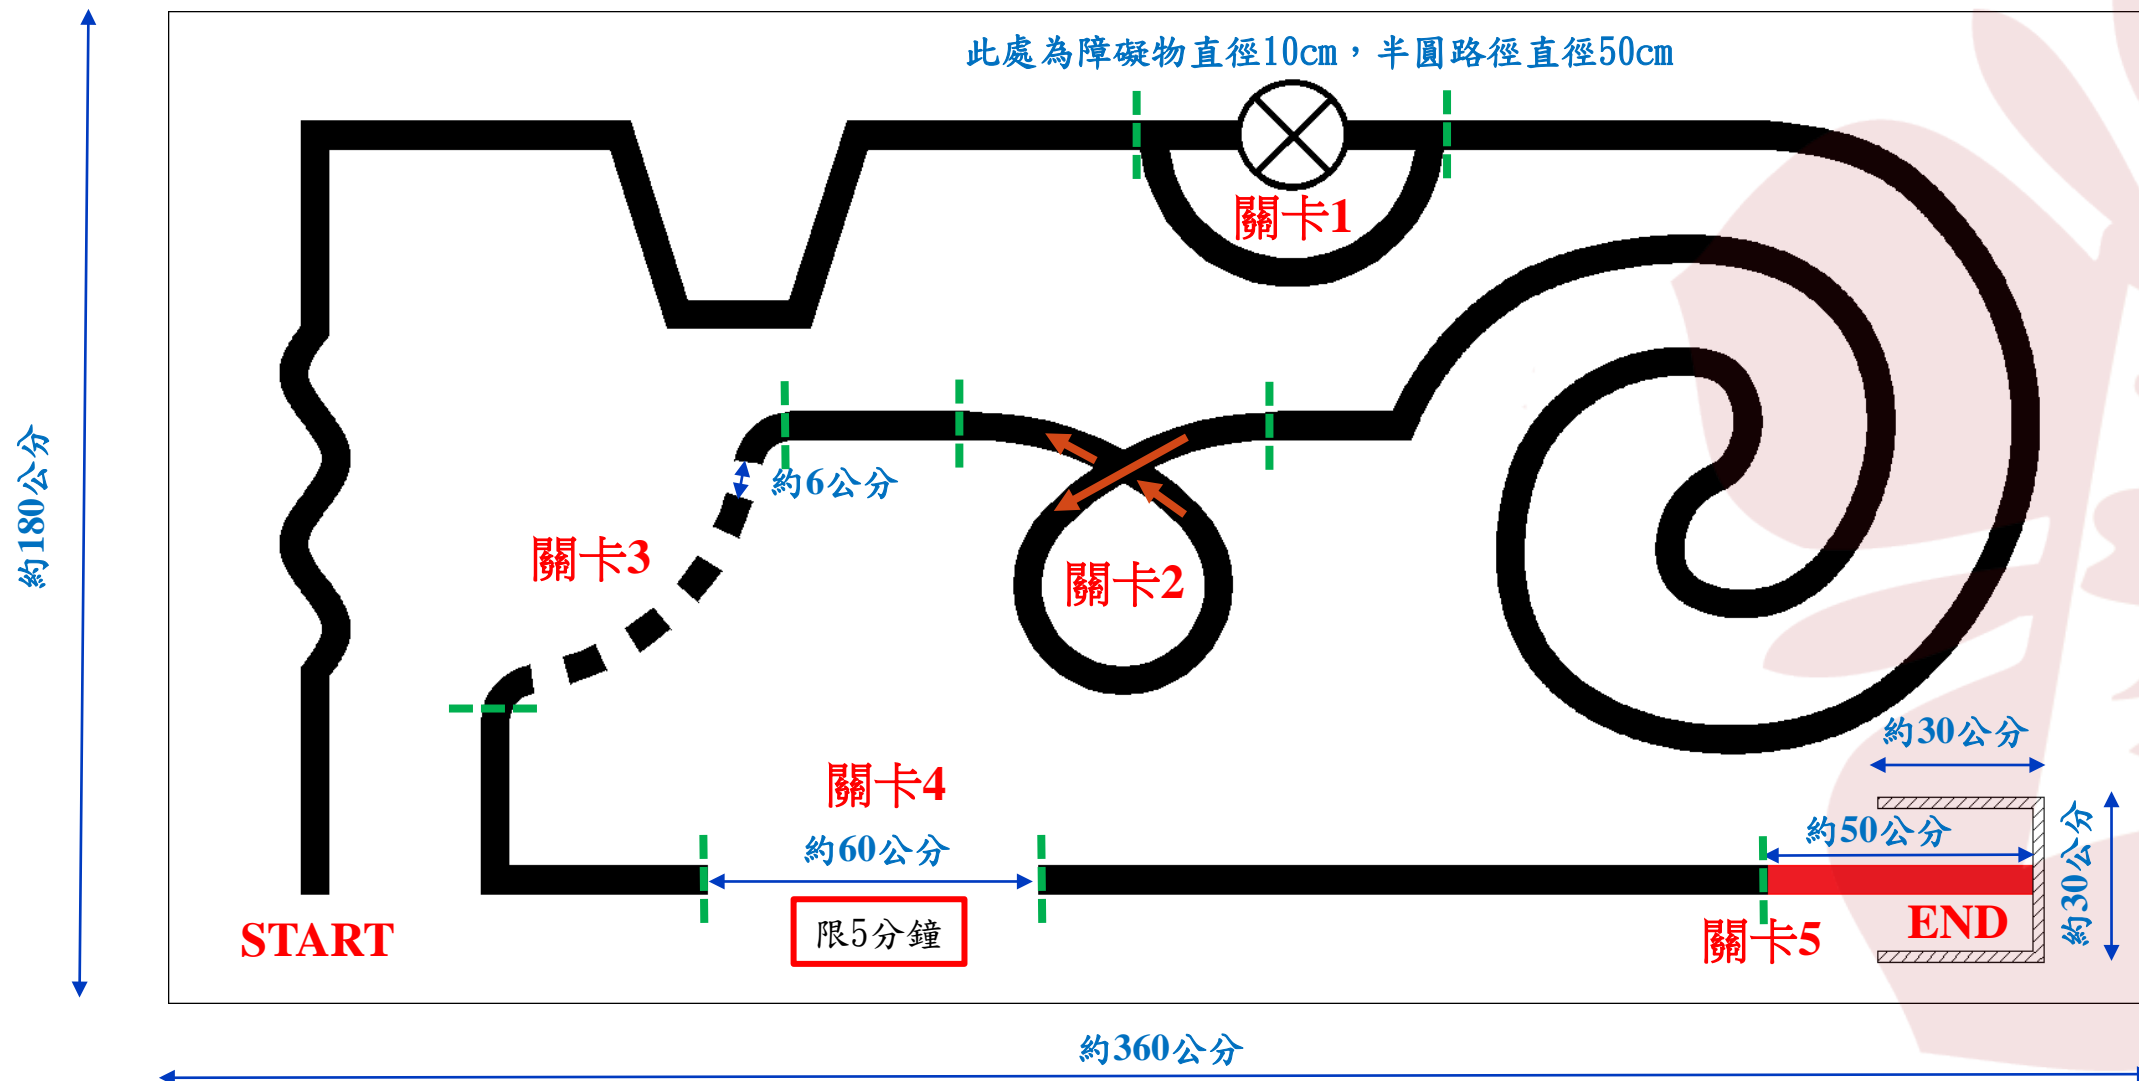 此處為障礙物直徑10cm，半圓路徑直徑50cm
關卡1
約180公分
約6公分
關卡3
關卡2
約30公分
關卡4
約60公分
約50公分
約30公分
限5分鐘
START
關卡5
END
約360公分